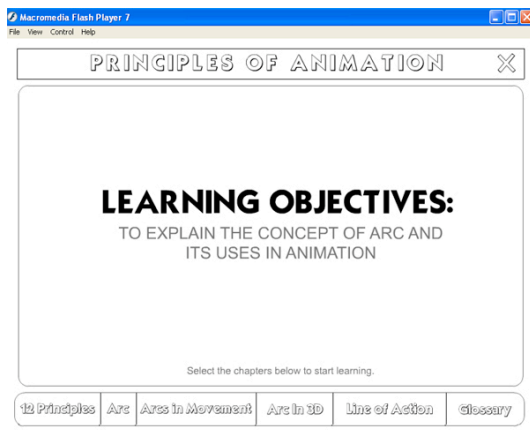 Macromedia Flash Player 7
File View Control Help
PRINCIPLES OF ANIMATION
LEARNING OBJECTIVES:
TO EXPLAIN THE CONCEPT OF ARC AND
ITS USES IN ANIMATION
Select the chapters below to start learning.
12 Principles Arc Arcs in Movement Arc In 3D Line of Action Glossary